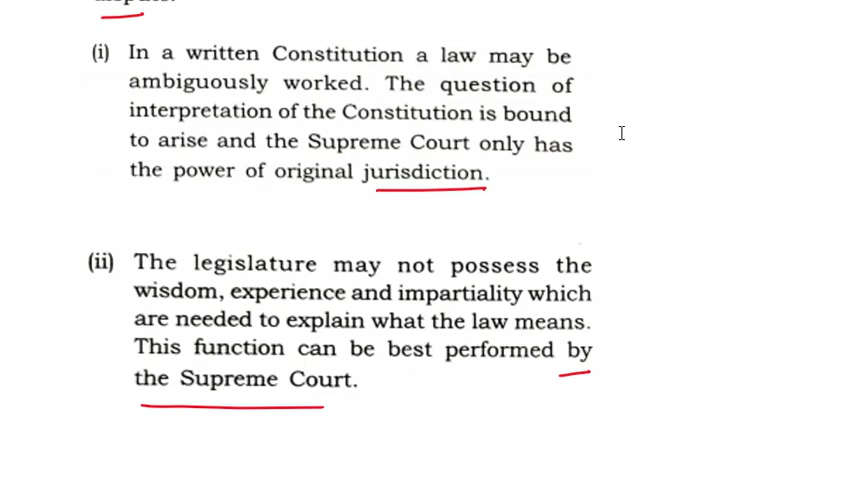 (i) In a written Constitution a law may be
ambiguously worked. The question of
interpretation of the Constitution is bound
to arise and the Supreme Court only has
the power of original jurisdiction.
(ii) The legislature may not possess the
wisdom, experience and impartiality which
are needed to explain what the law means.
This function can be best performed by
the Supreme Court.